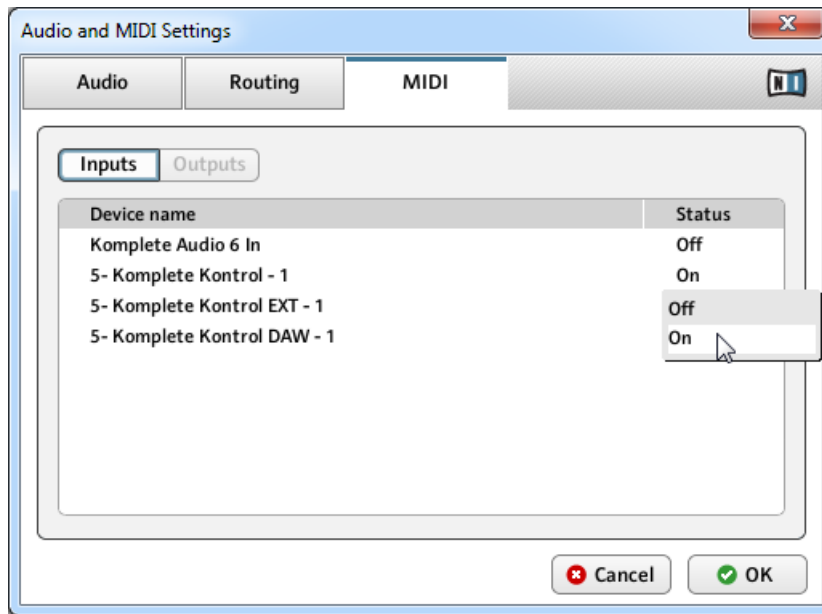 Audio and MIDI Settings
Audio Routing MIDI NI
Inputs Outputs
Device name Status
Komplete Audio 6 In Off
5- Komplete Kontrol - 1 On
5- Komplete Kontrol EXT - 1 Off
5- Komplete Kontrol DAW - 1 On
Cancel OK